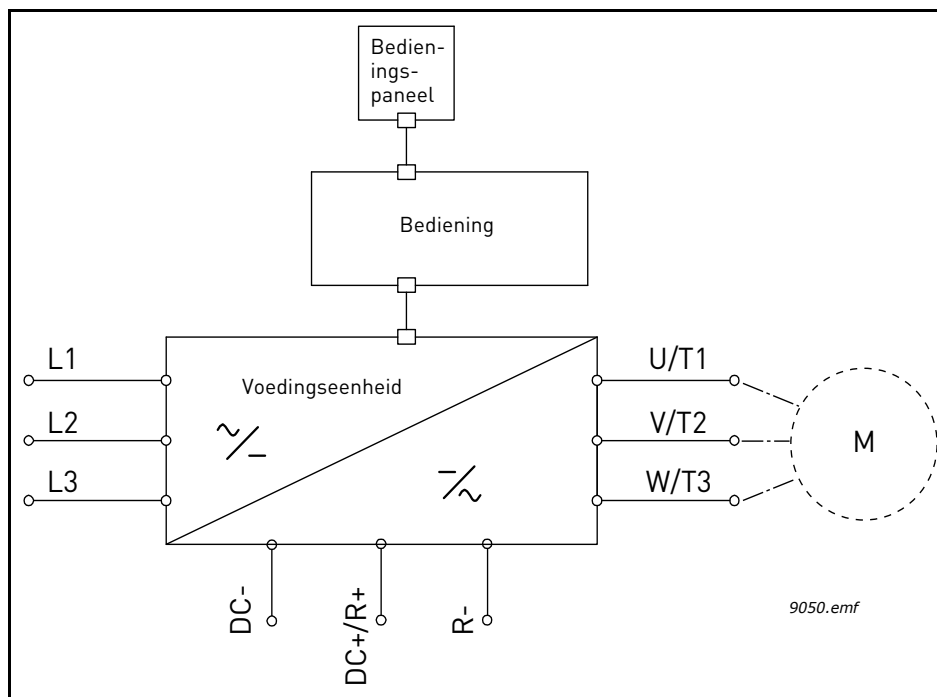 Bedien-
ings-
paneel
Bediening
Voedingseenheid
L1
L2
L3
U/T1
V/T2
W/T3
M
DC-
DC+/R+
R-
9050.emf